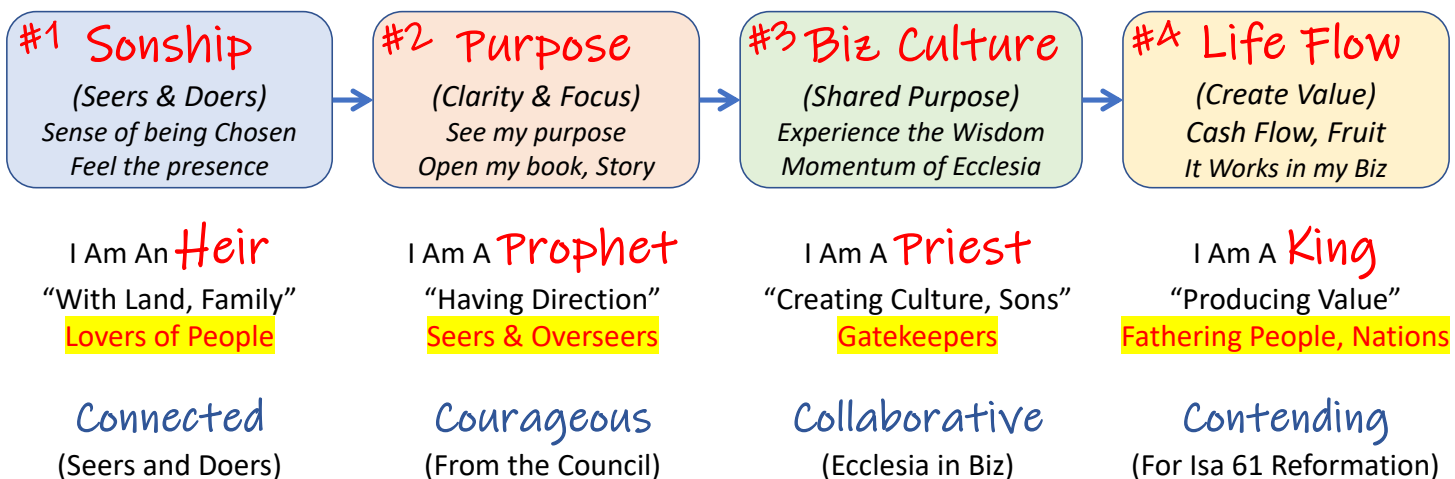 #1 Sonship
(Seers & Doers)
Sense of being Chosen
Feel the presence
#2 Purpose
(Clarity & Focus)
See my purpose
Open my book, Story
#3 Biz Culture
(Shared Purpose)
Experience the Wisdom
Momentum of Ecclesia
#4 Life Flow
(Create Value)
Cash Flow, Fruit
It Works in my Biz
I Am An Heir
“With Land, Family”
Lovers of People
I Am A Prophet
“Having Direction”
Seers & Overseers
I Am A Priest
“Creating Culture, Sons”
Gatekeepers
I Am A King
“Producing Value”
Fathering People, Nations
Connected
(Seers and Doers)
Courageous
(From the Council)
Collaborative
(Ecclesia in Biz)
Contending
(For Isa 61 Reformation)